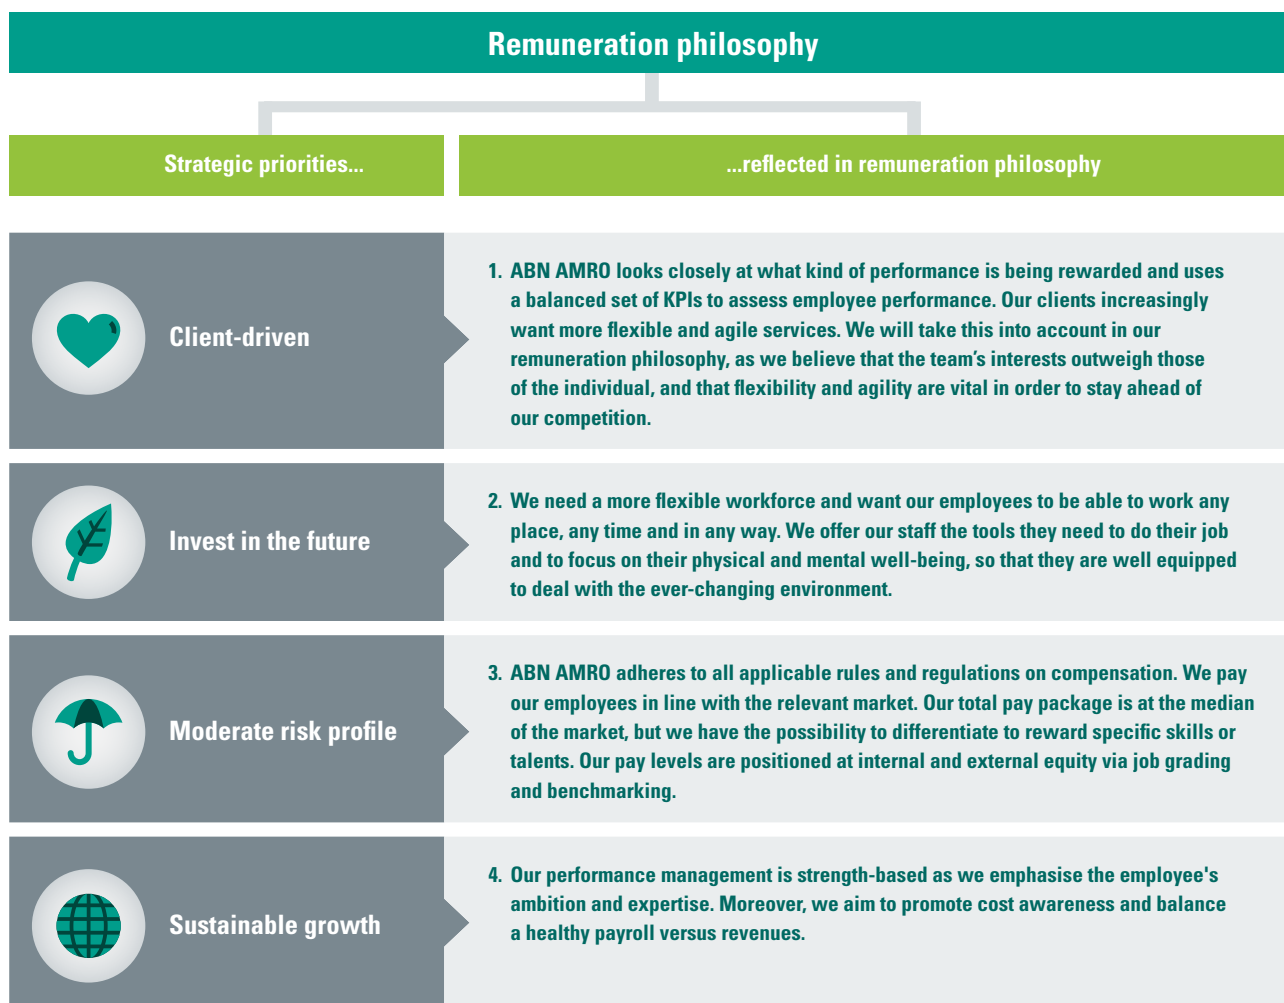 Remuneration philosophy
Strategic priorities...
...reflected in remuneration philosophy
Client-driven
1. ABN AMRO looks closely at what kind of performance is being rewarded and uses
a balanced set of KPIs to assess employee performance. Our clients increasingly
want more flexible and agile services. We will take this into account in our
remuneration philosophy, as we believe that the team’s interests outweigh those
of the individual, and that flexibility and agility are vital in order to stay ahead of
our competition.
Invest in the future
2. We need a more flexible workforce and want our employees to be able to work any
place, any time and in any way. We offer our staff the tools they need to do their job
and to focus on their physical and mental well-being, so that they are well equipped
to deal with the ever-changing environment.
Moderate risk profile
3. ABN AMRO adheres to all applicable rules and regulations on compensation. We pay
our employees in line with the relevant market. Our total pay package is at the median
of the market, but we have the possibility to differentiate to reward specific skills or
talents. Our pay levels are positioned at internal and external equity via job grading
and benchmarking.
Sustainable growth
4. Our performance management is strength-based as we emphasise the employee's
ambition and expertise. Moreover, we aim to promote cost awareness and balance
a healthy payroll versus revenues.